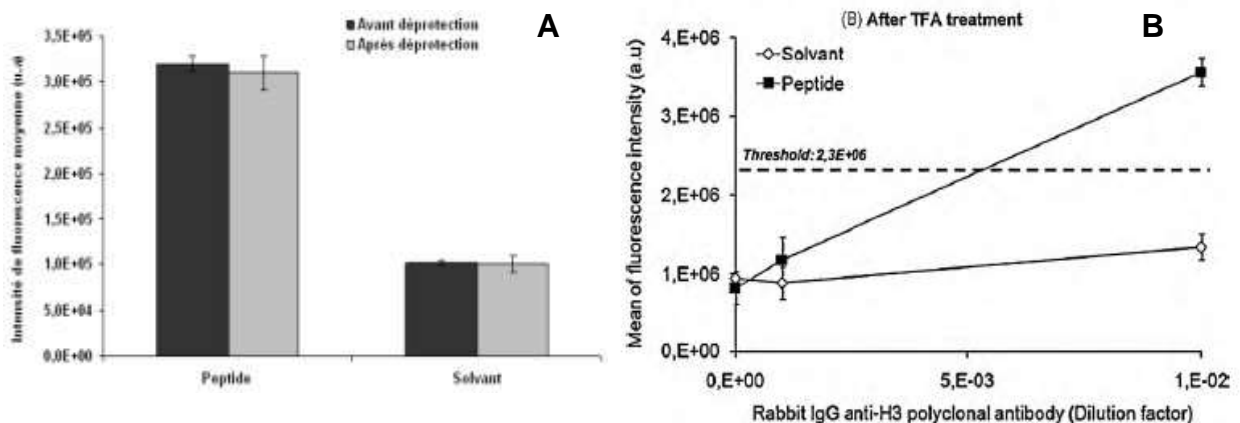 A
Avant déprotection
Après déprotection
Intensité de fluorescence moyenne (u.a)
3,5E+05
3,0E+05
2,5E+05
2,0E+05
1,5E+05
1,0E+05
5,0E+04
0,0E+00
Peptide
Solvant
(B) After TFA treatment
B
Solvant
Peptide
Threshold: 2,3E+06
Mean of fluorescence intensity (a.u)
4,E+06
3,E+06
2,E+06
1,E+06
0,E+00
0,E+00
5,E-03
1,E-02
Rabbit IgG anti-H3 polyclonal antibody (Dilution factor)